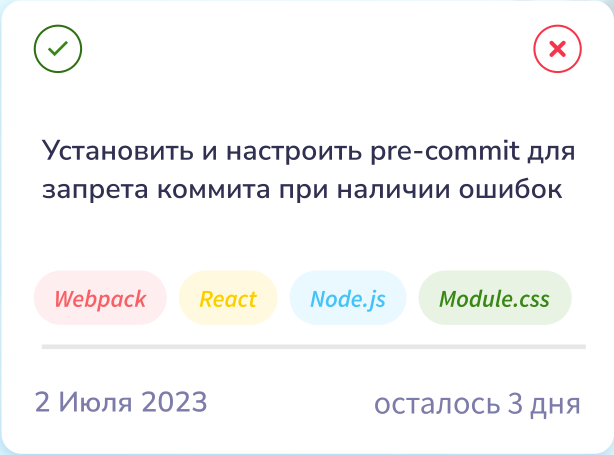 Установить и настроить pre-commit для
запрета коммита при наличии ошибок
Webpack React Node.js Module.css
2 Июля 2023 осталось 3 дня